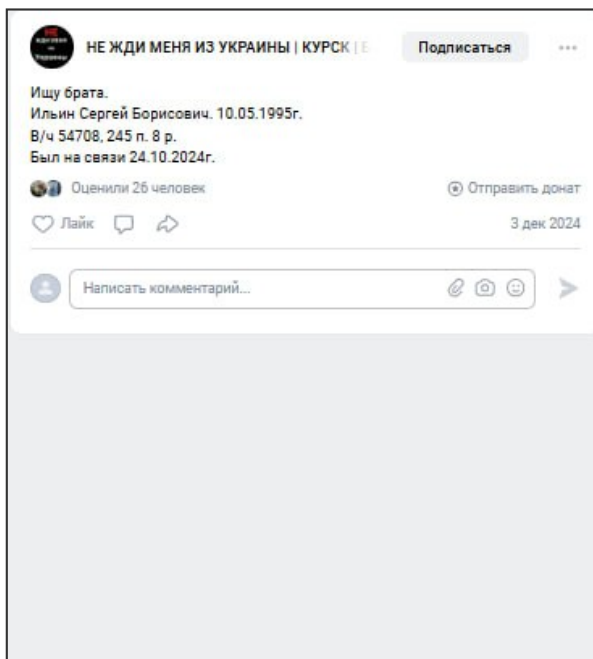 НЕ ЖДИ МЕНЯ ИЗ УКРАИНЫ | КУРСК |
Подписаться
Ищу брата.
Ильин Сергей Борисович. 10.05.1995г.
В/ч 54708, 245 п. 8 р.
Был на связи 24.10.2024г.
Оценили 26 человек
Отправить донат
Лайк
3 дек 2024
Написать комментарий...